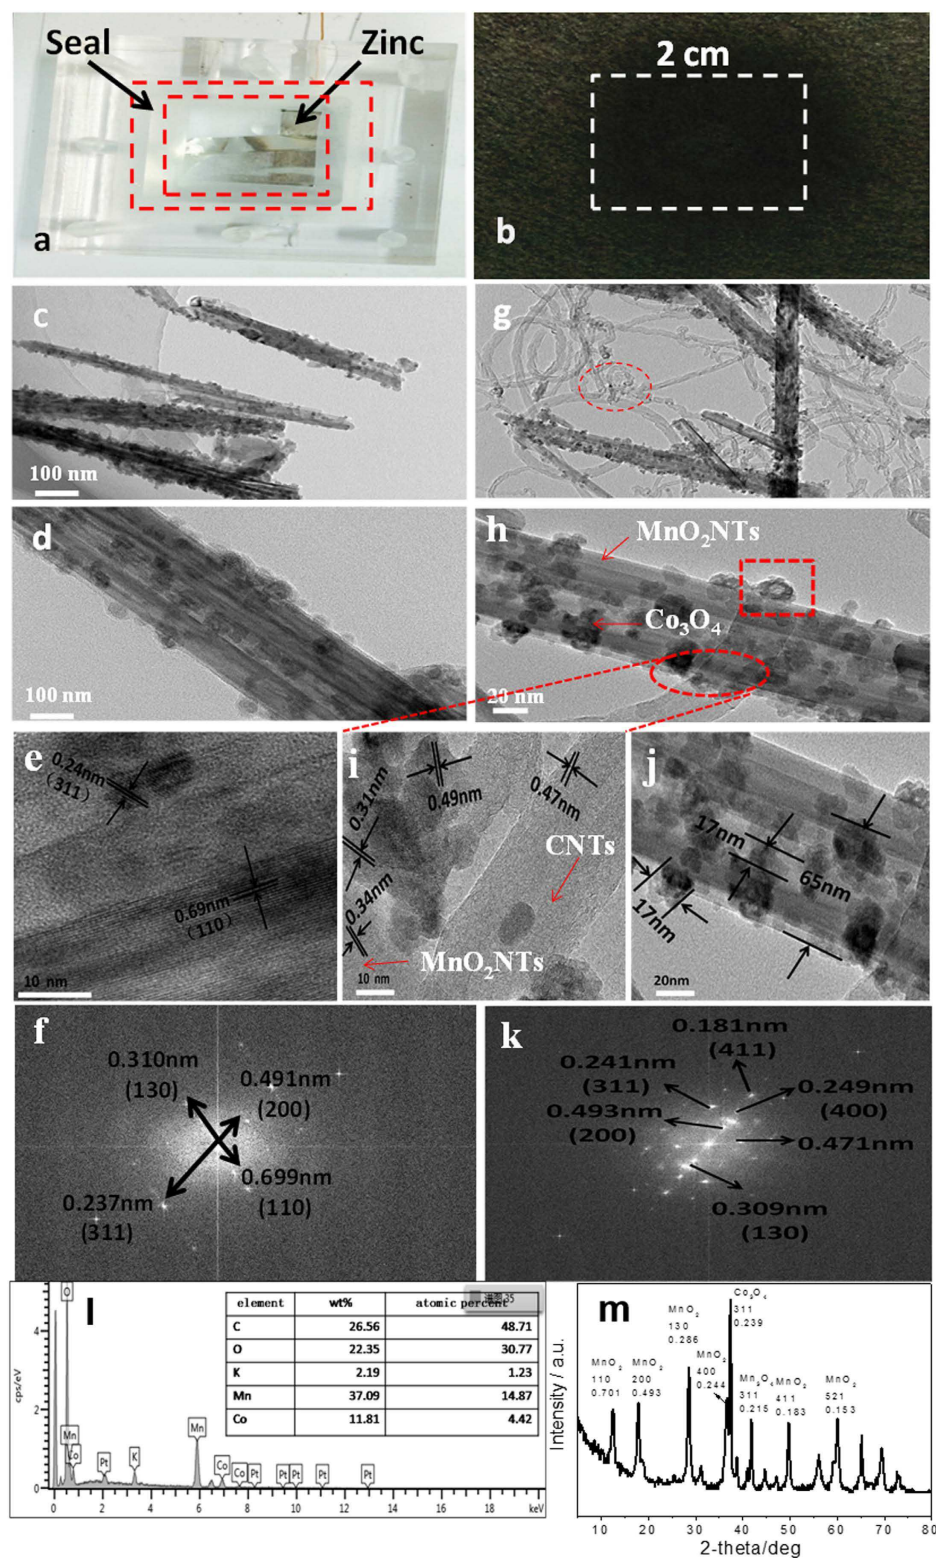 Seal
Zinc
a
2 cm
b
c
100 nm
g
d
100 nm
h
MnO2NTs
Co3O4
20 nm
e
0.24nm
(311)
0.69nm
(110)
10 nm
i
0.31nm
0.49nm
0.47nm
CNTs
0.34nm
MnO2NTs
10 nm
j
17nm
65nm
17nm
20nm
f
0.310nm
(130)
0.491nm
(200)
0.699nm
(110)
0.237nm
(311)
k
0.181nm
(411)
0.241nm
(311)
0.249nm
(400)
0.493nm
(200)
0.471nm
0.309nm
(130)
l
谱图 35
element wt% atomic percent
C 26.56 48.71
O 22.35 30.77
K 2.19 1.23
Mn 37.09 14.87
Co 11.81 4.42
cps/eV
4
2
0
O
Mn
Co
Pt
K
Mn
Co
Co
Pt
Pt
Pt
Pt
Pt
0 2 4 6 8 10 12 14 16 18 keV
m
Co3O4
311
0.239
MnO2
130
0.286
MnO2
400
0.244
MnO2
110
0.701
MnO2
200
0.493
311
0.215
MnO2
411
0.183
MnO2
521
0.153
Intensity / a.u.
10 20 30 40 50 60 70 80
2-theta/deg